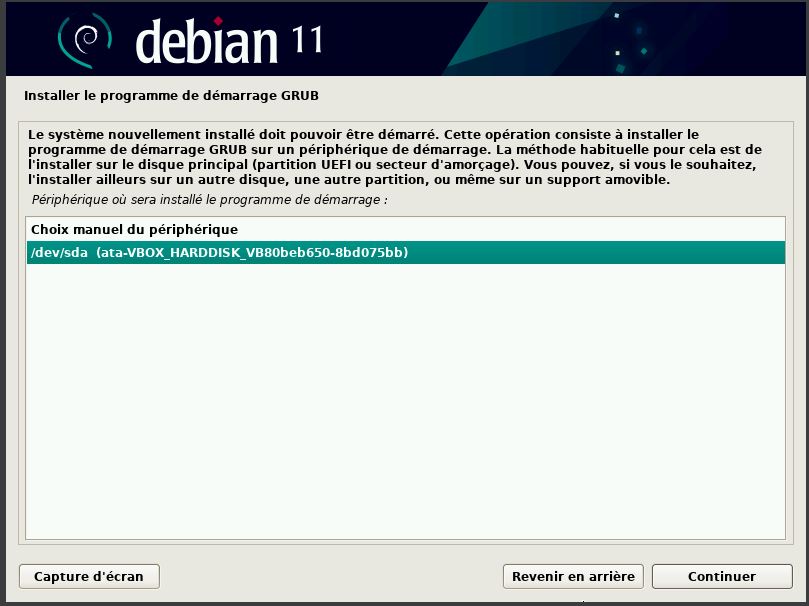 debian 11
Installer le programme de démarrage GRUB
Le système nouvellement installé doit pouvoir être démarré. Cette opération consiste à installer le
programme de démarrage GRUB sur un périphérique de démarrage. La méthode habituelle pour cela est de
l'installer sur le disque principal (partition UEFI ou secteur d'amorçage). Vous pouvez, si vous le souhaitez,
l'installer ailleurs sur un autre disque, une autre partition, ou même sur un support amovible.
Périphérique où sera installé le programme de démarrage :
Choix manuel du périphérique
/dev/sda (ata-VBOX_HARDDISK_VB80beb650-8bd075bb)
Capture d'écran
Revenir en arrière
Continuer